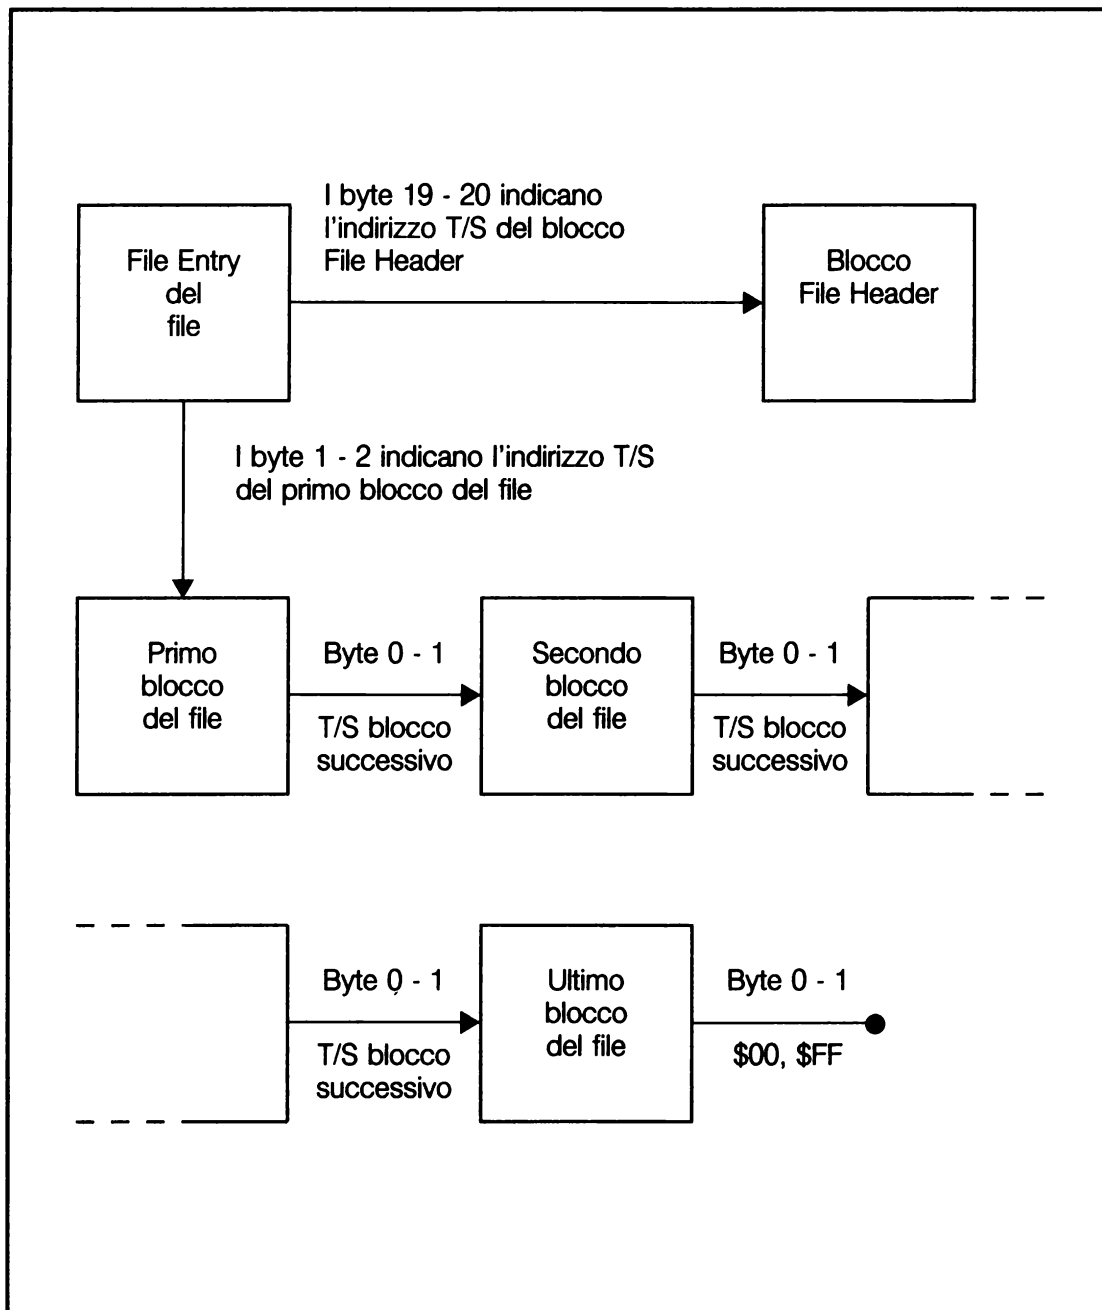 I byte 19 - 20 indicano
l'indirizzo T/S del blocco
File Header
File Entry
del
file
Blocco
File Header
I byte 1 - 2 indicano l'indirizzo T/S
del primo blocco del file
Primo
blocco
del file
Byte 0 - 1
T/S blocco
successivo
Secondo
blocco
del file
Byte 0 - 1
T/S blocco
successivo
Byte 0 - 1
T/S blocco
successivo
Ultimo
blocco
del file
Byte 0 - 1
$00, $FF